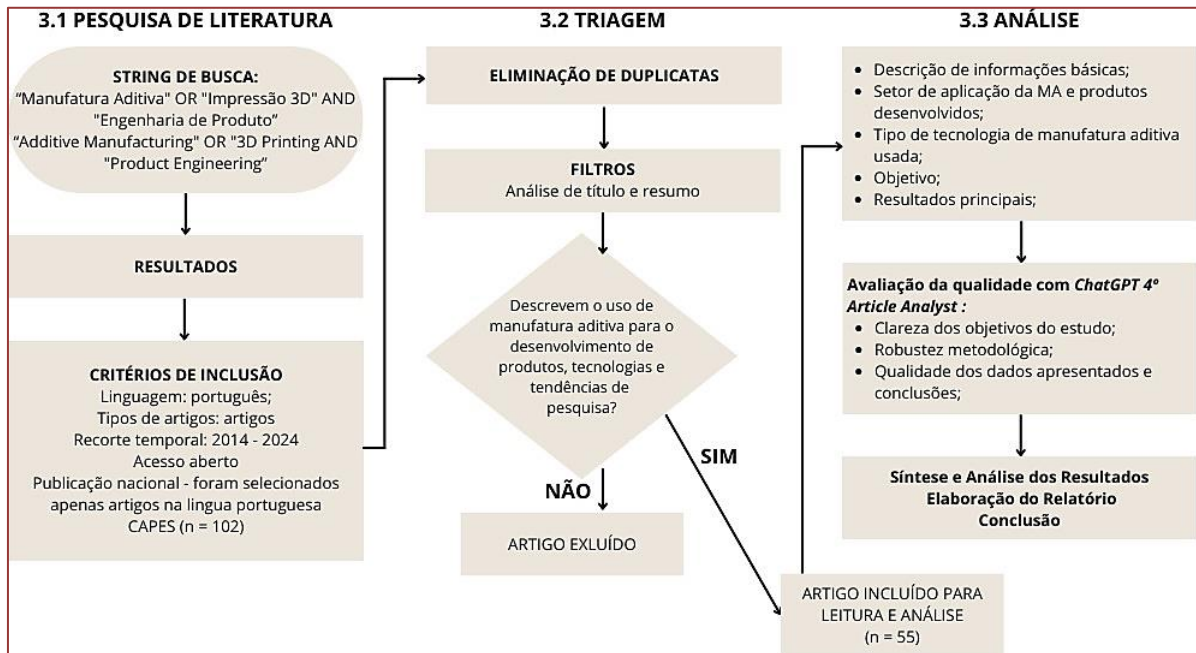 3.1 PESQUISA DE LITERATURA
STRING DE BUSCA:
“Manufatura Aditiva" OR "Impressão 3D" AND
"Engenharia de Produto”
“Additive Manufacturing" OR "3D Printing AND
"Product Engineering”
RESULTADOS
CRITÉRIOS DE INCLUSÃO
Linguagem: português;
Tipos de artigos: artigos
Recorte temporal: 2014 - 2024
Acesso aberto
Publicação nacional - foram selecionados
apenas artigos na lingua portuguesa
CAPES (n = 102)
3.2 TRIAGEM
ELIMINAÇÃO DE DUPLICATAS
FILTROS
Análise de título e resumo
Descrevem o uso de
manufatura aditiva para o
desenvolvimento de
produtos, tecnologias e
tendências de
pesquisa?
NÃO
SIM
ARTIGO EXLUÍDO
ARTIGO INCLUÍDO PARA
LEITURA E ANÁLISE
(n = 55)
3.3 ANÁLISE
• Descrição de informações básicas;
• Setor de aplicação da MA e produtos
desenvolvidos;
• Tipo de tecnologia de manufatura aditiva
usada;
• Objetivo;
• Resultados principais;
Avaliação da qualidade com ChatGPT 4º
Article Analyst :
• Clareza dos objetivos do estudo;
• Robustez metodológica;
• Qualidade dos dados apresentados e
conclusões;
Síntese e Análise dos Resultados
Elaboração do Relatório
Conclusão